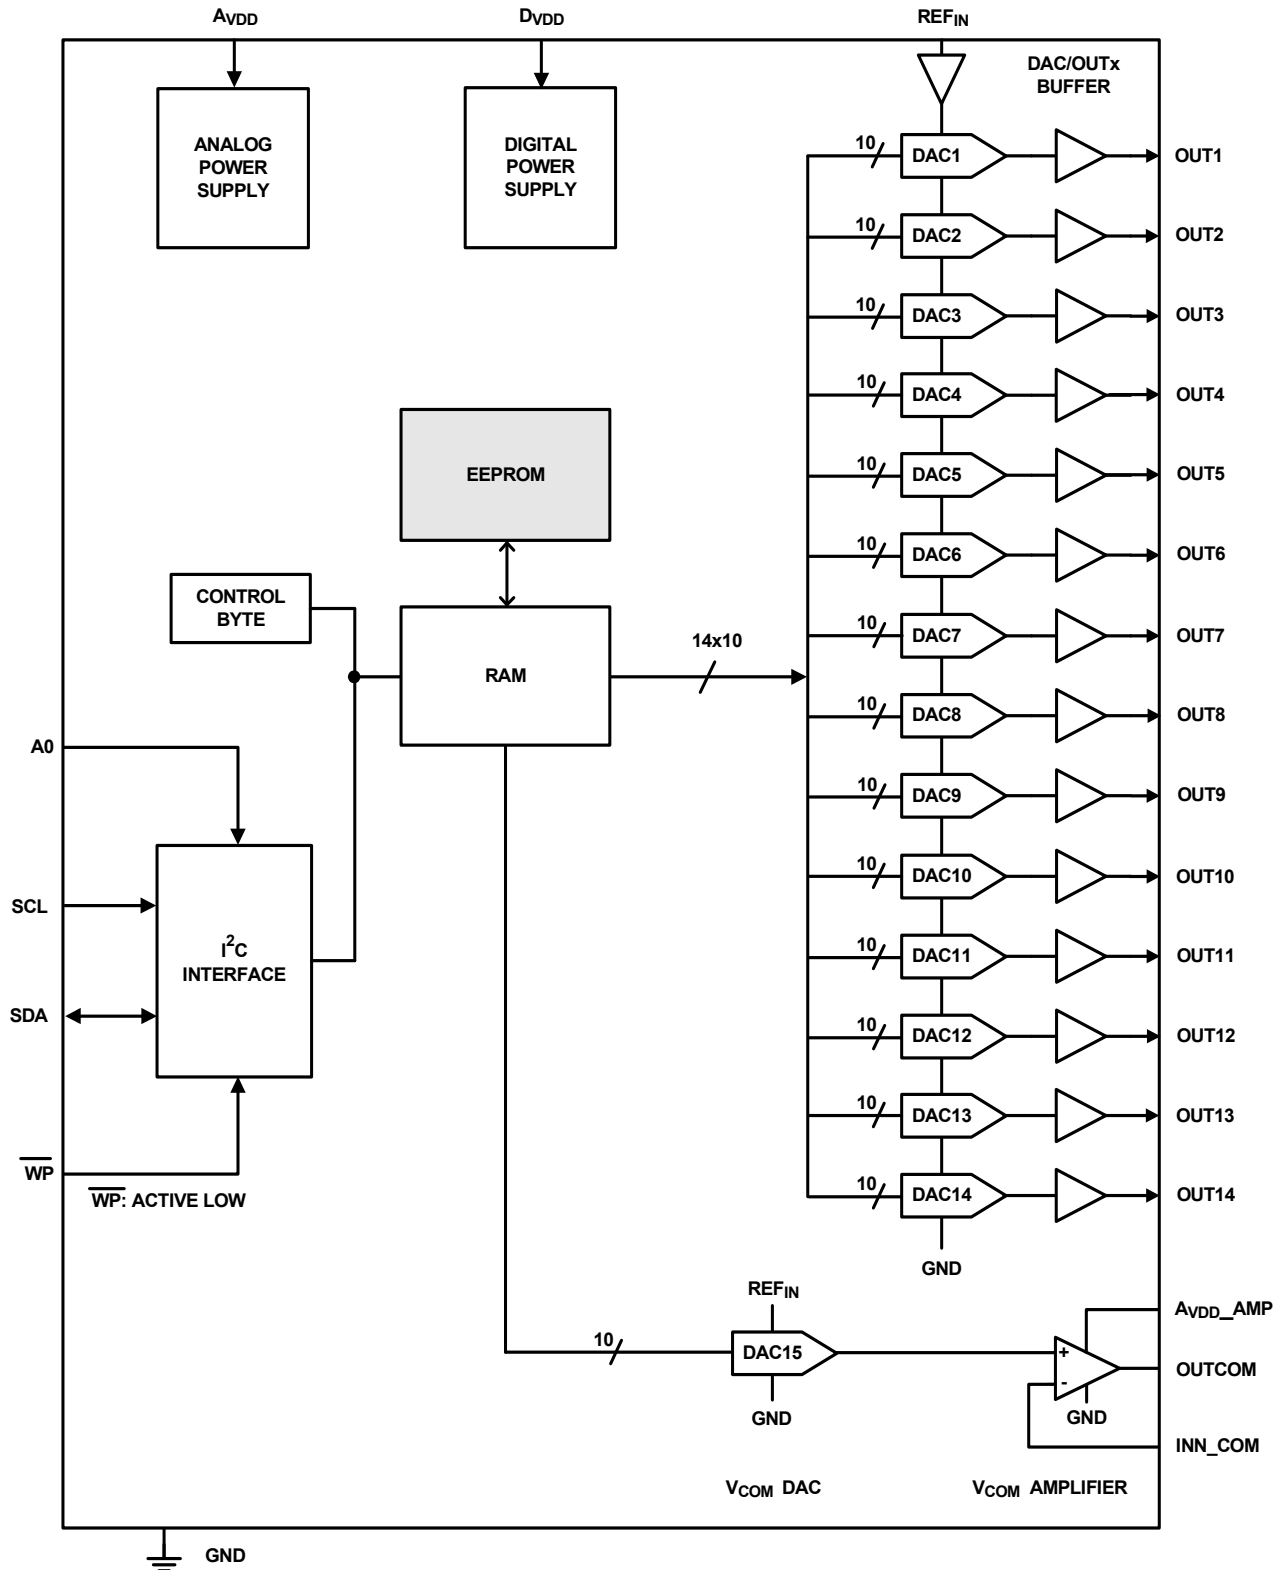 AVDD
DVDD
REFIN
DAC/OUTx
BUFFER
ANALOG
POWER
SUPPLY
DIGITAL
POWER
SUPPLY
10
DAC1
OUT1
10
DAC2
OUT2
10
DAC3
OUT3
10
DAC4
OUT4
EEPROM
10
DAC5
OUT5
10
DAC6
OUT6
CONTROL
BYTE
RAM
14x10
10
DAC7
OUT7
10
DAC8
OUT8
A0
10
DAC9
OUT9
10
DAC10
OUT10
SCL
I2C
INTERFACE
10
DAC11
OUT11
SDA
10
DAC12
OUT12
10
DAC13
OUT13
WP
WP: ACTIVE LOW
10
DAC14
OUT14
GND
REFIN
AVDD_AMP
10
DAC15
+
-
OUTCOM
GND
GND
INN_COM
VCOM DAC
VCOM AMPLIFIER
GND